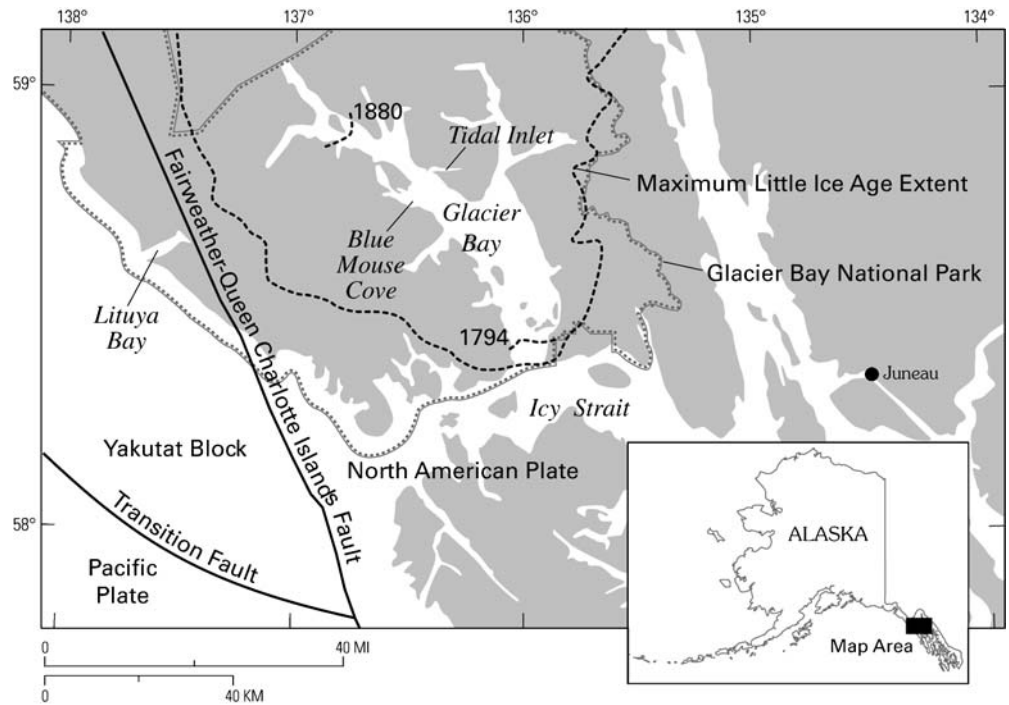 138°
137°
136°
135°
134°
59°
1880
Tidal Inlet
Maximum Little Ice Age Extent
Glacier
Bay
Blue
Mouse
Cove
Glacier Bay National Park
Lituya
Bay
Fairweather-Queen Charlotte Islands Fault
1794
Juneau
Icy Strait
Yakutat Block
North American Plate
58°
Transition Fault
Pacific
Plate
ALASKA
Map Area
0
40 MI
0
40 KM